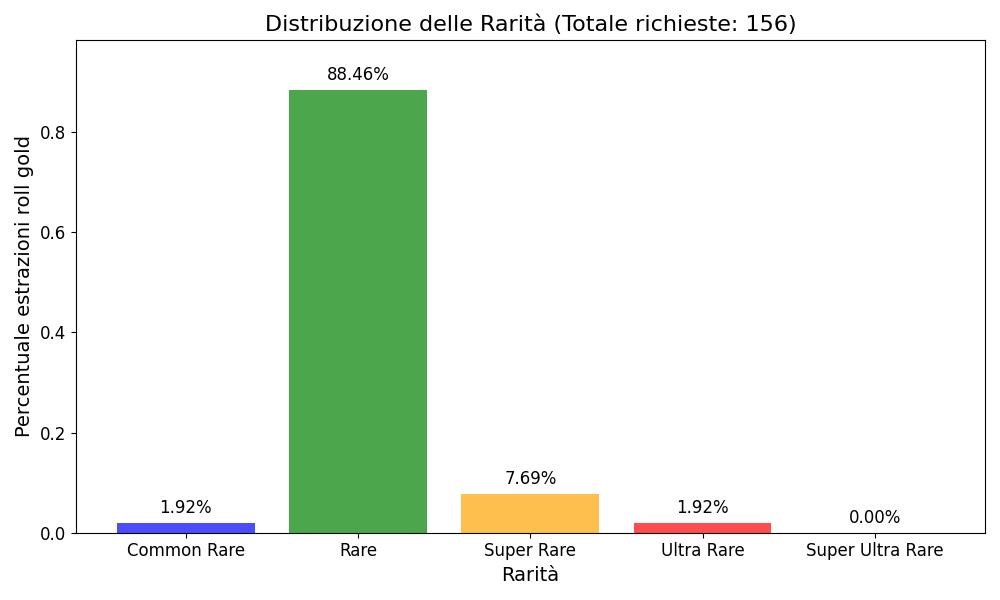 Distribuzione delle Rarità (Totale richieste: 156)
Percentuale estrazioni roll gold
0.8
0.6
0.4
0.2
0.0
1.92%
88.46%
7.69%
1.92%
0.00%
Common Rare
Rare
Super Rare
Ultra Rare
Super Ultra Rare
Rarità